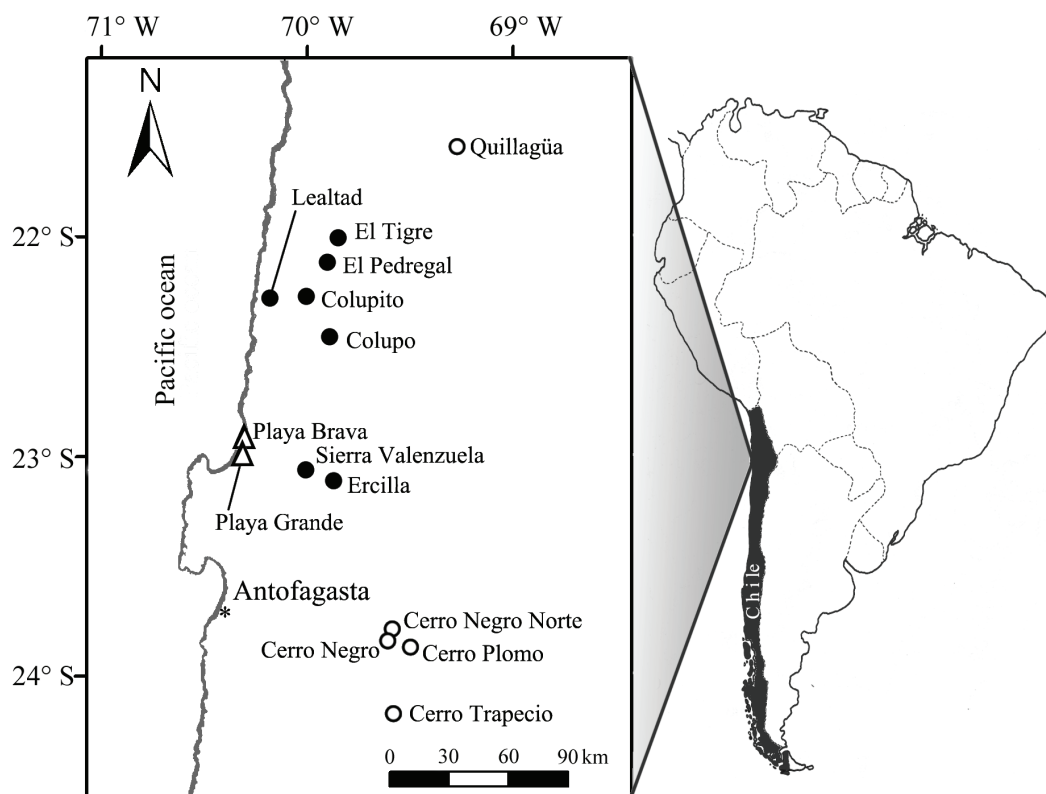 71° W 70° W 69° W
N
Quillagüa
Lealtad
22° S
El Tigre
El Pedregal
Colupito
Colupo
Pacific ocean
Playa Brava
23° S
Sierra Valenzuela
Ercilla
Playa Grande
Antofagasta
*
Cerro Negro Norte
Cerro Negro
Cerro Plomo
24° S
Cerro Trapecio
0 30 60 90 km
Chile